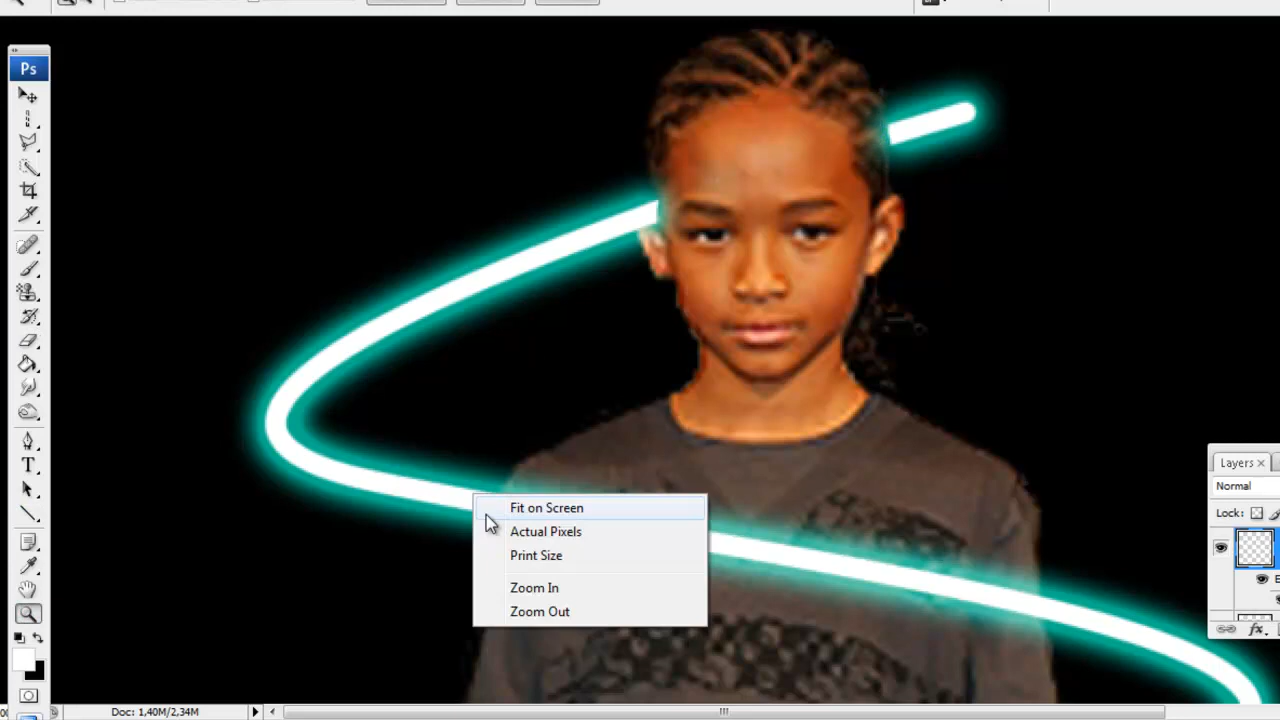 Ps
T
Fit on Screen
Actual Pixels
Print Size
Zoom In
Zoom Out
Layers ×
Normal
Lock:
fx
Doc: 1,40M/2,34M